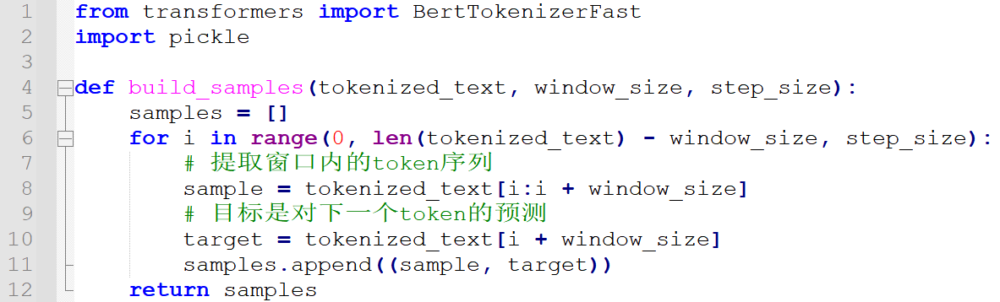 1 from transformers import BertTokenizerFast
2 import pickle
3
4 def build_samples(tokenized_text, window_size, step_size):
5     samples = []
6     for i in range(0, len(tokenized_text) - window_size, step_size):
7         # 提取窗口内的token序列
8         sample = tokenized_text[i:i + window_size]
9         # 目标是对下一个token的预测
10         target = tokenized_text[i + window_size]
11         samples.append((sample, target))
12     return samples